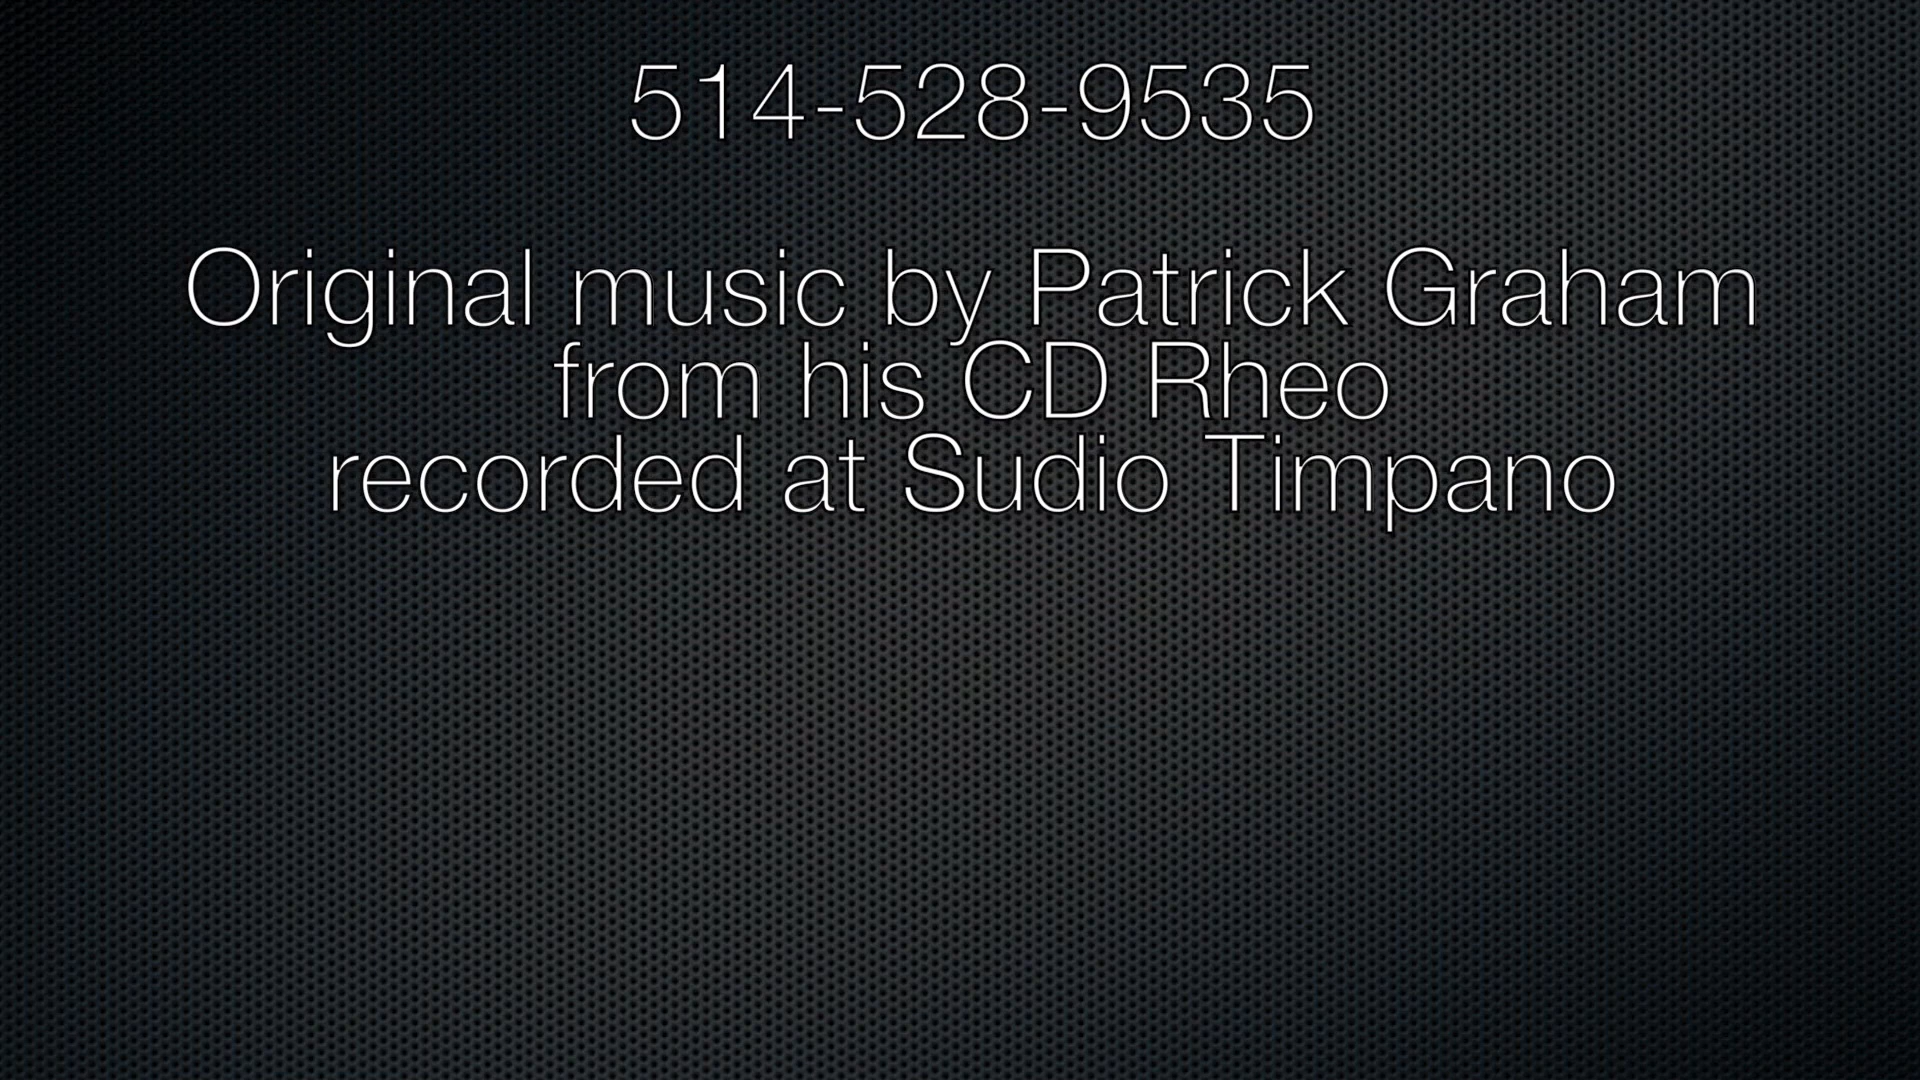 514-528-9535
Original music by Patrick Graham
from his CD Rheo
recorded at Sudio Timpano